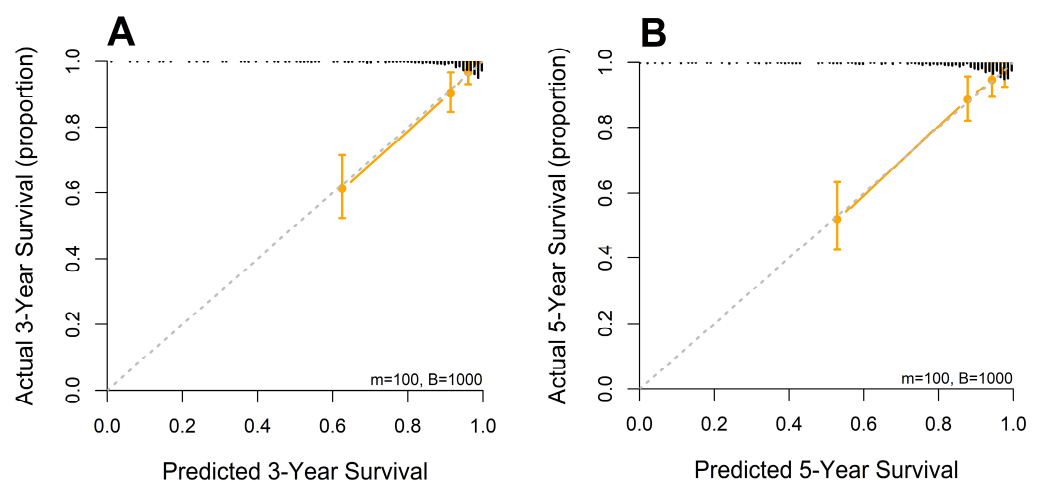 A
Actual 3-Year Survival (proportion)
1.0
0.8
0.6
0.4
0.2
0.0
m=100, B=1000
0.0 0.2 0.4 0.6 0.8 1.0
Predicted 3-Year Survival
B
Actual 5-Year Survival (proportion)
1.0
0.8
0.6
0.4
0.2
0.0
m=100, B=1000
0.0 0.2 0.4 0.6 0.8 1.0
Predicted 5-Year Survival